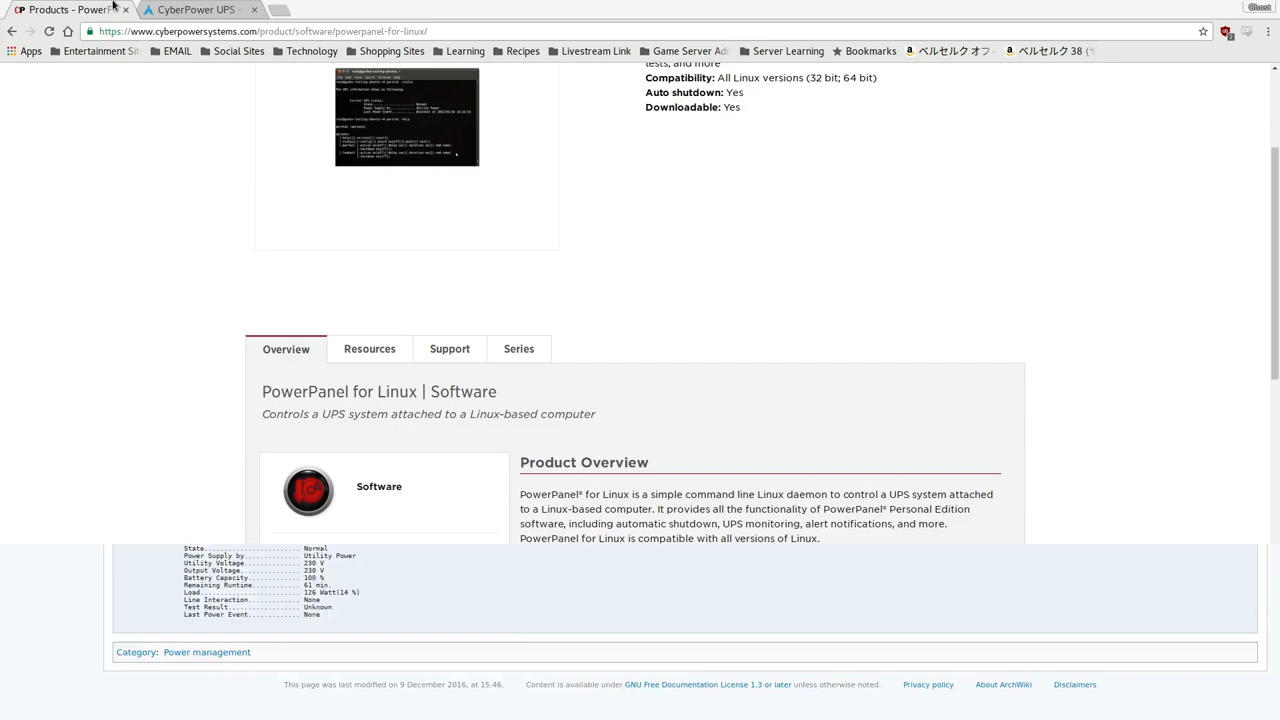 Products - PowerP
CyberPower UPS -
Ghost
https://www.cyberpowersystems.com/product/software/powerpanel-for-linux/
Apps
Entertainment Sit
EMAIL
Social Sites
Technology
Shopping Sites
Learning
Recipes
Livestream Link
Game Server Adm
Server Learning
Bookmarks
ベルセルク オフ -
ベルセルク
tests, and more
Compatibility: All Linux
(32 and 64 bit)
Auto shutdown: Yes
Downloadable: Yes
Overview
Resources
Support
Series
PowerPanel for Linux | Software
Controls a UPS system attached to a Linux-based computer
Software
Product Overview
PowerPanel® for Linux is a simple command line Linux daemon to control a UPS system attached
to a Linux-based computer. It provides all the functionality of PowerPanel® Personal Edition
software, including automatic shutdown, UPS monitoring, alert notifications, and more.
PowerPanel for Linux is compatible with all versions of Linux.
State........................ Normal
Power Supply by.............. Utility Power
Utility Voltage.............. 230 V
Output Voltage............... 230 V
Battery Capacity............. 100 %
Remaining Runtime............ 61 min.
Load......................... 126 Watt(14 %)
Line Interaction............. None
Test Result.................. Unknown
Last Power Event............. None
Category: Power management
This page was last modified on 9 December 2016, at 15:46.
Content is available under GNU Free Documentation License 1.3 or later unless otherwise noted.
Privacy policy
About ArchWiki
Disclaimers